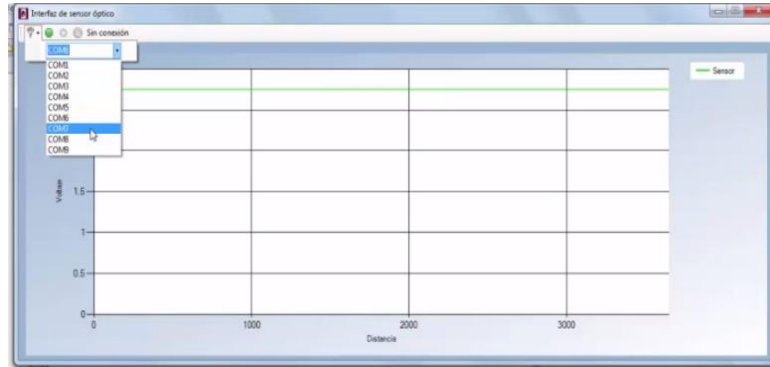 Interfaz de sensor óptico
Sin conexión
COM6
COM1
COM2
COM3
COM4
COM5
COM6
COM7
COM8
COM9
Sensor
Voltaje
1.5
1
0.5
0
0
1000
2000
3000
Distancia